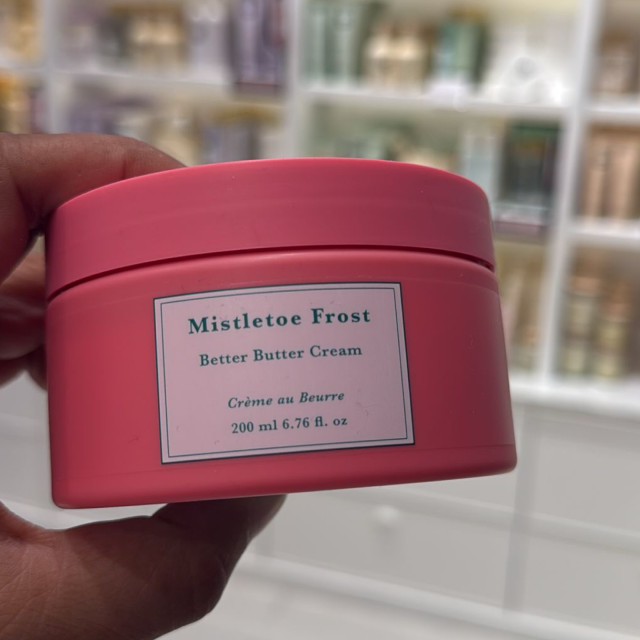 Mistletoe Frost
Better Butter Cream
Crème au Beurre
200 ml 6.76 fl. oz